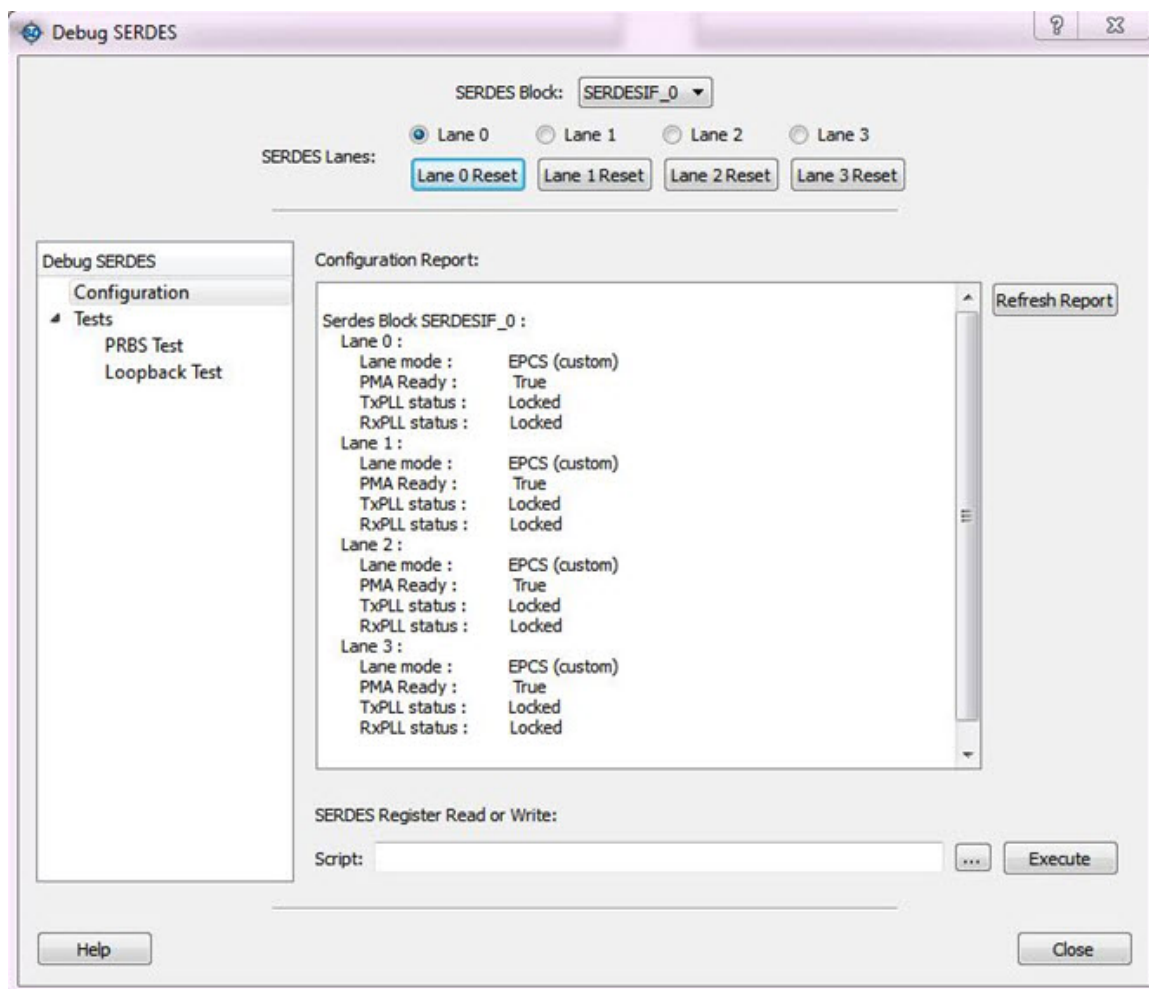 Debug SERDES
SERDES Block: SERDESIF_0
SERDES Lanes:
Lane 0 Lane 1 Lane 2 Lane 3
Lane 0 Reset Lane 1 Reset Lane 2 Reset Lane 3 Reset
Debug SERDES
Configuration
Tests
PRBS Test
Loopback Test
Configuration Report:
Refresh Report
Serdes Block SERDESIF_0 :
Lane 0 :
Lane mode : EPCS (custom)
PMA Ready : True
TxPLL status : Locked
RxPLL status : Locked
Lane 1 :
Lane mode : EPCS (custom)
PMA Ready : True
TxPLL status : Locked
RxPLL status : Locked
Lane 2 :
Lane mode : EPCS (custom)
PMA Ready : True
TxPLL status : Locked
RxPLL status : Locked
Lane 3 :
Lane mode : EPCS (custom)
PMA Ready : True
TxPLL status : Locked
RxPLL status : Locked
SERDES Register Read or Write:
Script: ... Execute
Help Close